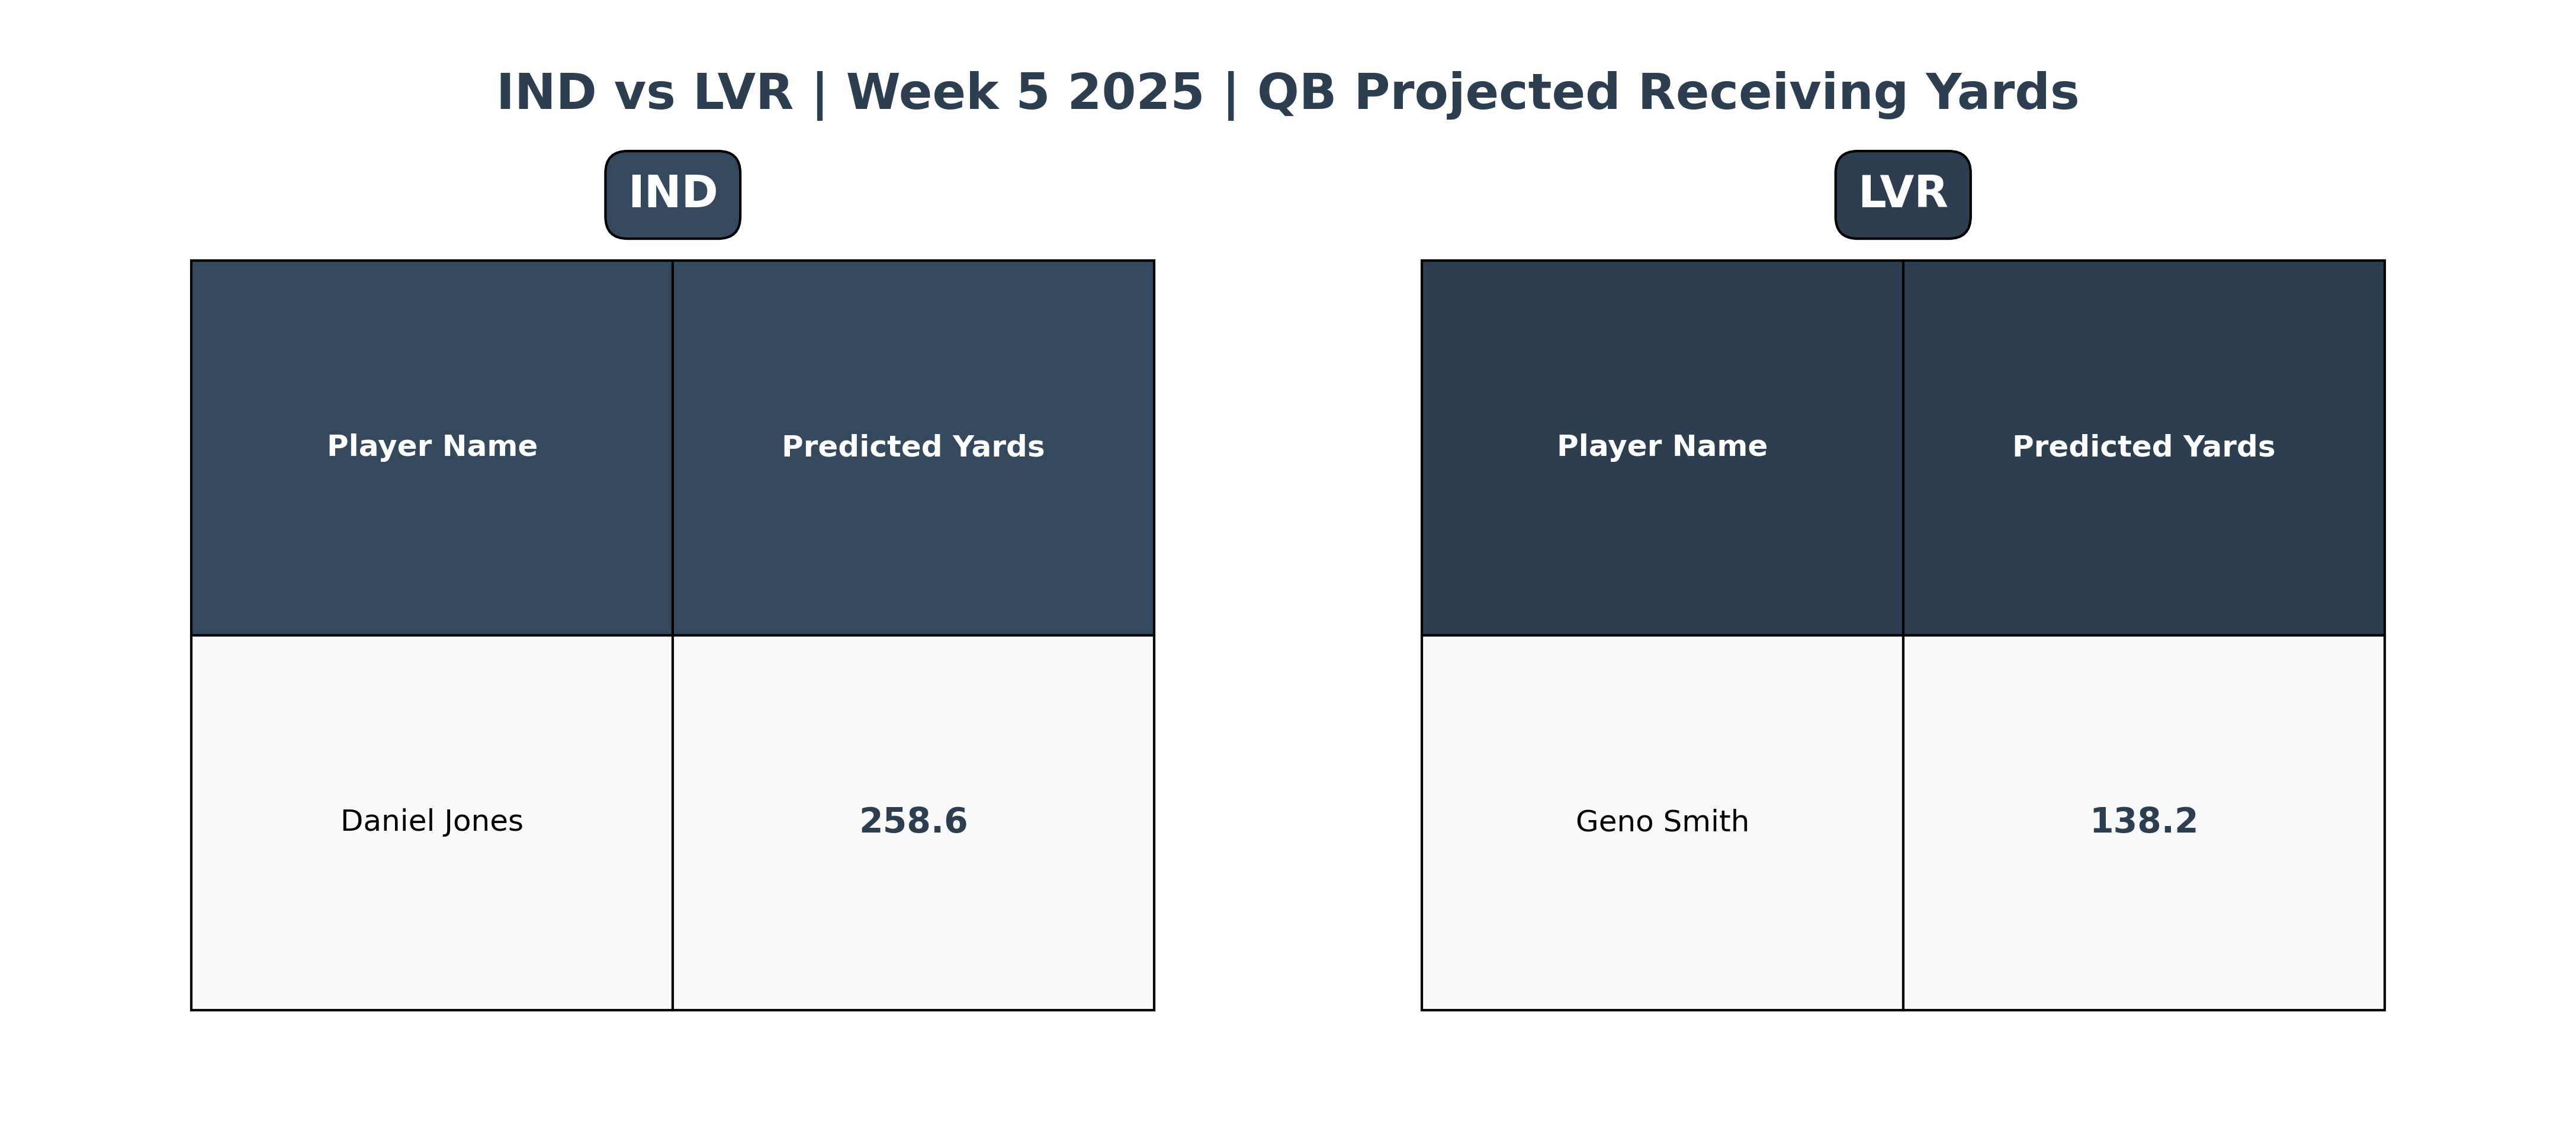 IND vs LVR | Week 5 2025 | QB Projected Receiving Yards
IND
Player Name Predicted Yards
Daniel Jones 258.6
LVR
Player Name Predicted Yards
Geno Smith 138.2